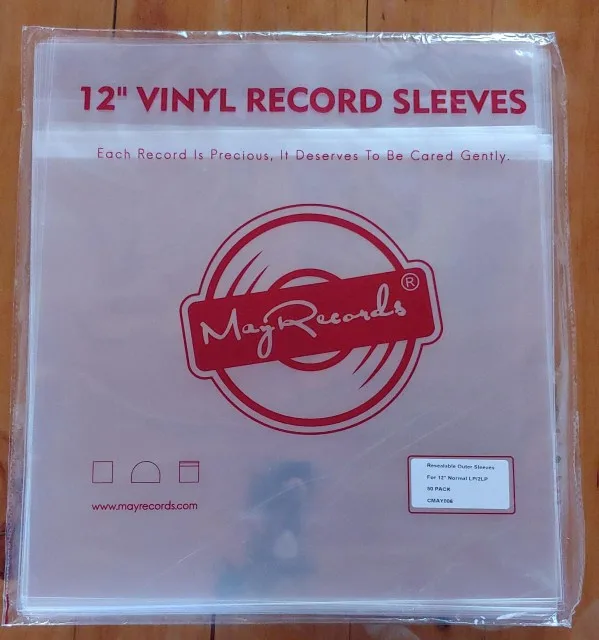 12" VINYL RECORD SLEEVES
Each Record Is Precious, It Deserves To Be Cared Gently.
MayRecords®
Resealable Outer Sleeves
For 12" Normal LP/2LP
50 PACK
CMAY006
www.mayrecords.com